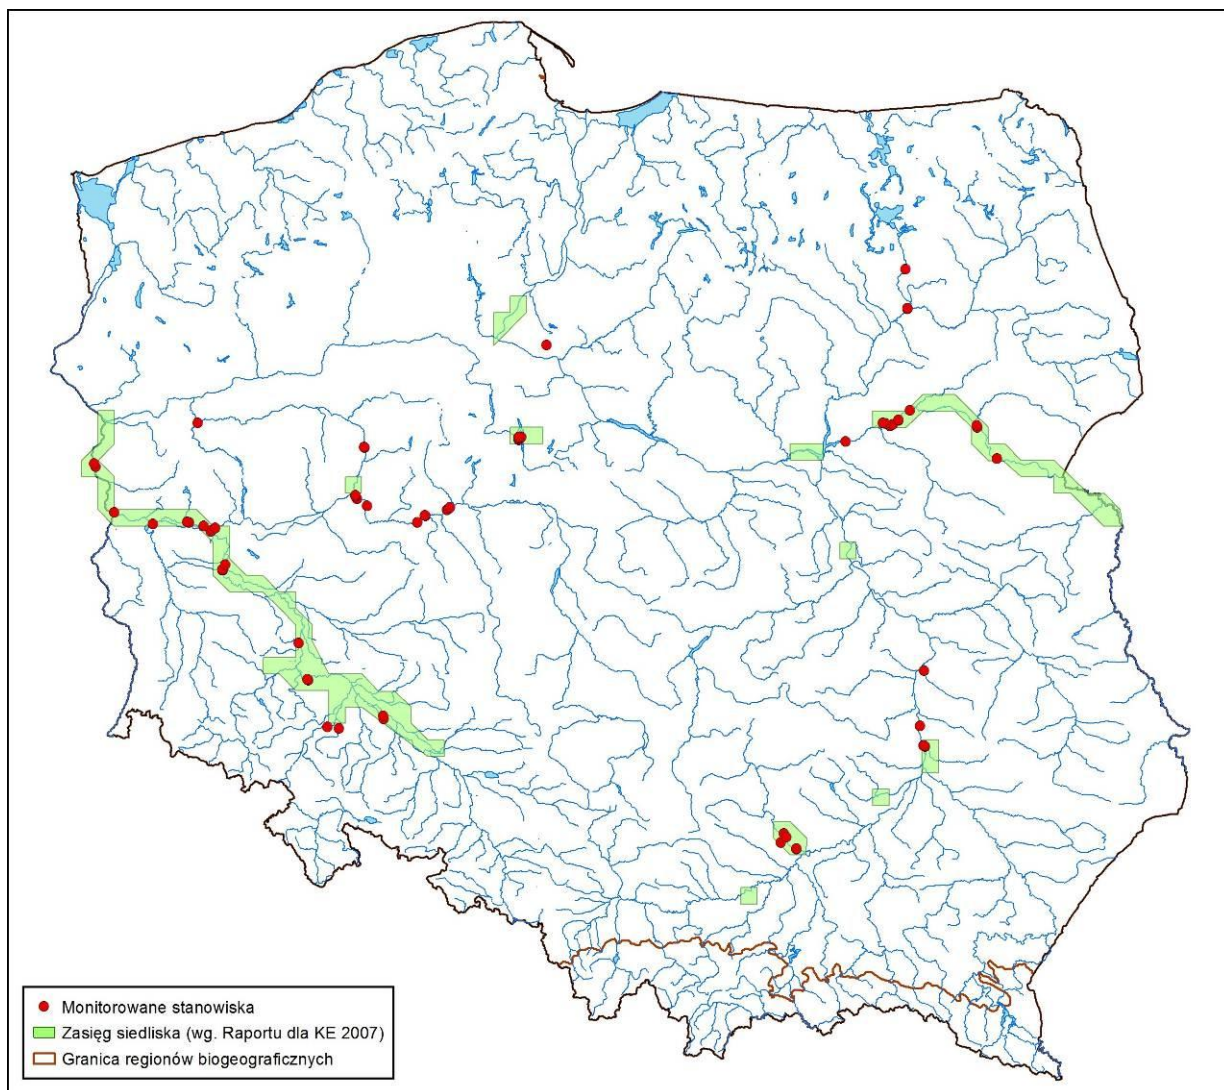 Monitorowane stanowiska
Zasięg siedliska (wg. Raportu dla KE 2007)
Granica regionów biogeograficznych